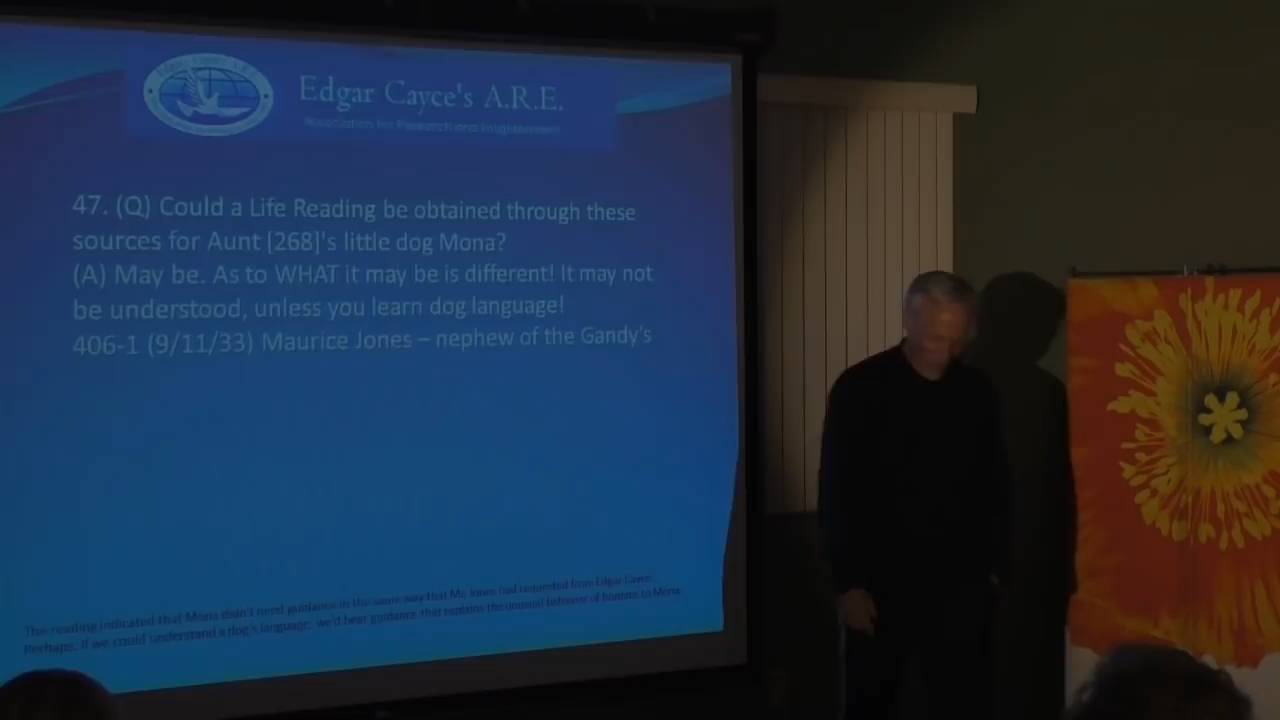 Edgar Cayce's A.R.E.
Association for Research and Enlightenment
47. (Q) Could a Life Reading be obtained through these
sources for Aunt [268]'s little dog Mona?
(A) May be. As to WHAT it may be is different! It may not
be understood, unless you learn dog language!
406-1 (9/11/33) Maurice Jones – nephew of the Gandy's
The reading indicated that Mona didn't need guidance in the same way that Mr. Jones had requested from Edgar Cayce.
Perhaps, if we could understand a dog's language, we'd hear guidance that explains the unusual behavior of humans to Mona.